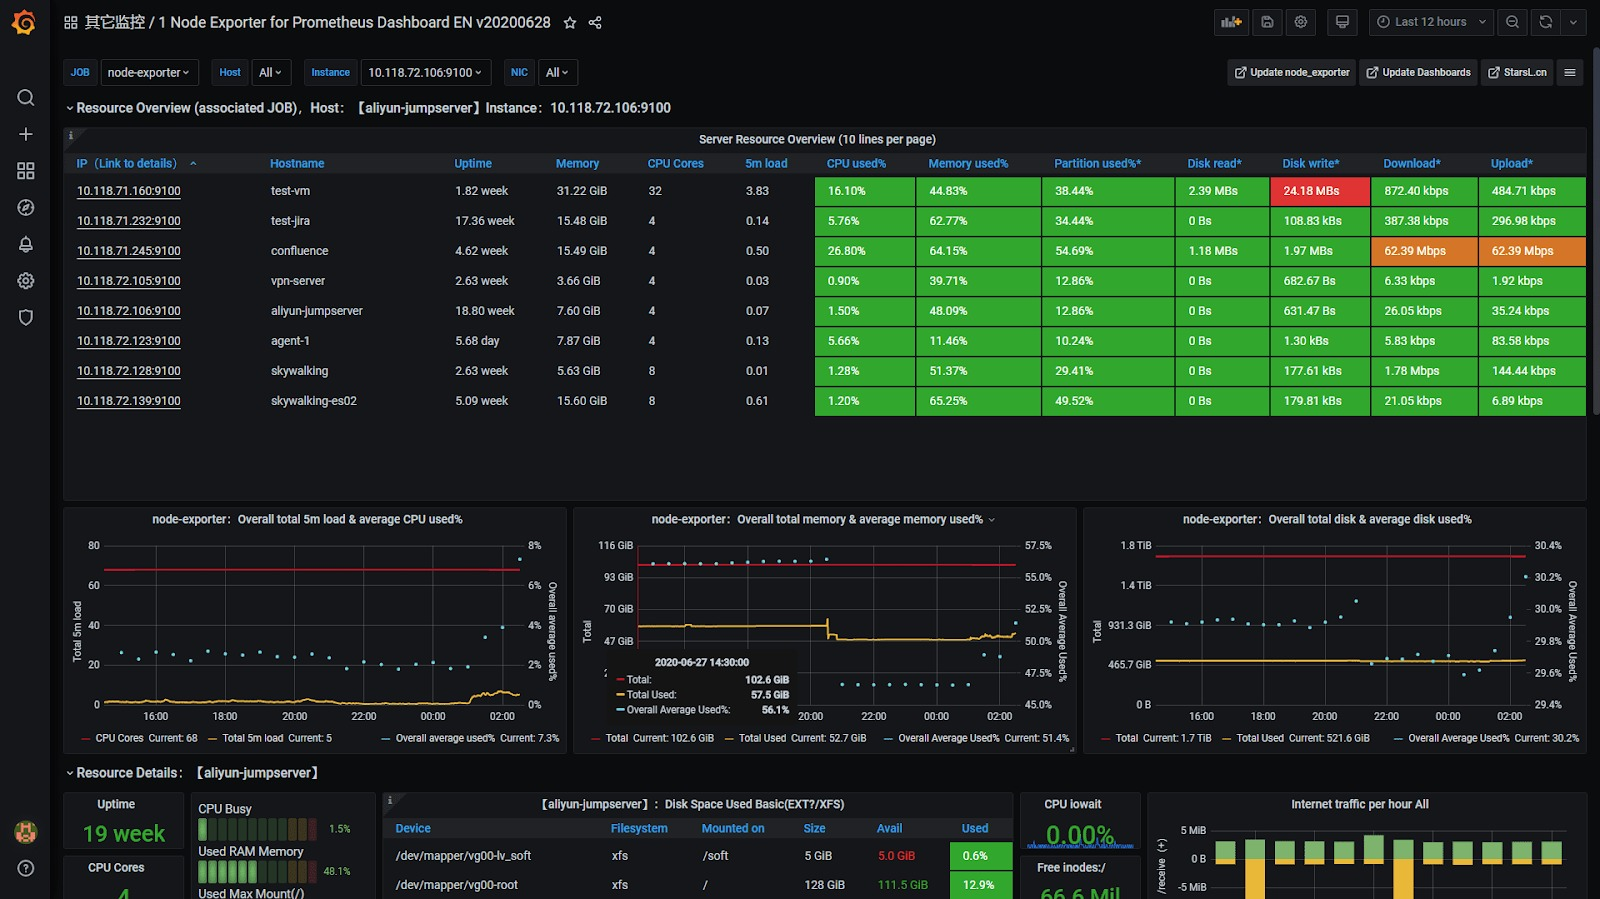 其它监控 / 1 Node Exporter for Prometheus Dashboard EN v20200628
Last 12 hours
JOB node-exporter Host All Instance 10.118.72.106:9100 NIC All
Update node_exporter Update Dashboards StarsL.cn
Resource Overview (associated JOB)，Host：【aliyun-jumpserver】Instance：10.118.72.106:9100
Server Resource Overview (10 lines per page)
IP（Link to details） Hostname Uptime Memory CPU Cores 5m load CPU used% Memory used% Partition used%* Disk read* Disk write* Download* Upload*
10.118.71.160:9100 test-vm 1.82 week 31.22 GiB 32 3.83 16.10% 44.83% 38.44% 2.39 MBs 24.18 MBs 872.40 kbps 484.71 kbps
10.118.71.232:9100 test-jira 17.36 week 15.48 GiB 4 0.14 5.76% 62.77% 34.44% 0 Bs 108.83 kBs 387.38 kbps 296.98 kbps
10.118.71.245:9100 confluence 4.62 week 15.49 GiB 4 0.50 26.80% 64.15% 54.69% 1.18 MBs 1.97 MBs 62.39 Mbps 62.39 Mbps
10.118.72.105:9100 vpn-server 2.63 week 3.66 GiB 4 0.03 0.90% 39.71% 12.86% 0 Bs 682.67 Bs 6.33 kbps 1.92 kbps
10.118.72.106:9100 aliyun-jumpserver 18.80 week 7.60 GiB 4 0.07 1.50% 48.09% 12.86% 0 Bs 631.47 Bs 26.05 kbps 35.24 kbps
10.118.72.123:9100 agent-1 5.68 day 7.87 GiB 4 0.13 5.66% 11.46% 10.24% 0 Bs 1.30 kBs 5.83 kbps 83.58 kbps
10.118.72.128:9100 skywalking 2.63 week 5.63 GiB 8 0.01 1.28% 51.37% 29.41% 0 Bs 177.61 kBs 1.78 Mbps 144.44 kbps
10.118.72.139:9100 skywalking-es02 5.09 week 15.60 GiB 8 0.61 1.20% 65.25% 49.52% 0 Bs 179.81 kBs 21.05 kbps 6.89 kbps
node-exporter：Overall total 5m load & average CPU used%
80 8%
60 6%
40 4%
20 2%
0 0%
Total 5m load
Overall average used%
16:00 18:00 20:00 22:00 00:00 02:00
CPU Cores Current: 68 Total 5m load Current: 5 Overall average used% Current: 7.3%
node-exporter：Overall total memory & average memory used%
116 GiB 57.5%
93 GiB 55.0%
70 GiB 52.5%
47 GiB 50.0%
47.5%
45.0%
Total
Overall Average Used%
2020-06-27 14:30:00
Total: 102.6 GiB
Total Used: 57.5 GiB
Overall Average Used%: 56.1%
20:00 22:00 00:00 02:00
Total Current: 102.6 GiB Total Used Current: 52.7 GiB Overall Average Used% Current: 51.4%
node-exporter：Overall total disk & average disk used%
1.8 TiB 30.4%
1.4 TiB 30.2%
931.3 GiB 30.0%
465.7 GiB 29.8%
0 B 29.6%
29.4%
Total
Overall Average Used%
16:00 18:00 20:00 22:00 00:00 02:00
Total Current: 1.7 TiB Total Used Current: 521.6 GiB Overall Average Used% Current: 30.2%
Resource Details：【aliyun-jumpserver】
Uptime
19 week
CPU Cores
4
CPU Busy
1.5%
Used RAM Memory
48.1%
Used Max Mount(/)
【aliyun-jumpserver】：Disk Space Used Basic(EXT?/XFS)
Device Filesystem Mounted on Size Avail Used
/dev/mapper/vg00-lv_soft xfs /soft 5 GiB 5.0 GiB 0.6%
/dev/mapper/vg00-root xfs / 128 GiB 111.5 GiB 12.9%
CPU iowait
0.00%
Free inodes:/
66.6 Mil
Internet traffic per hour All
5 MiB
0 B
-5 MiB
/receive (+)